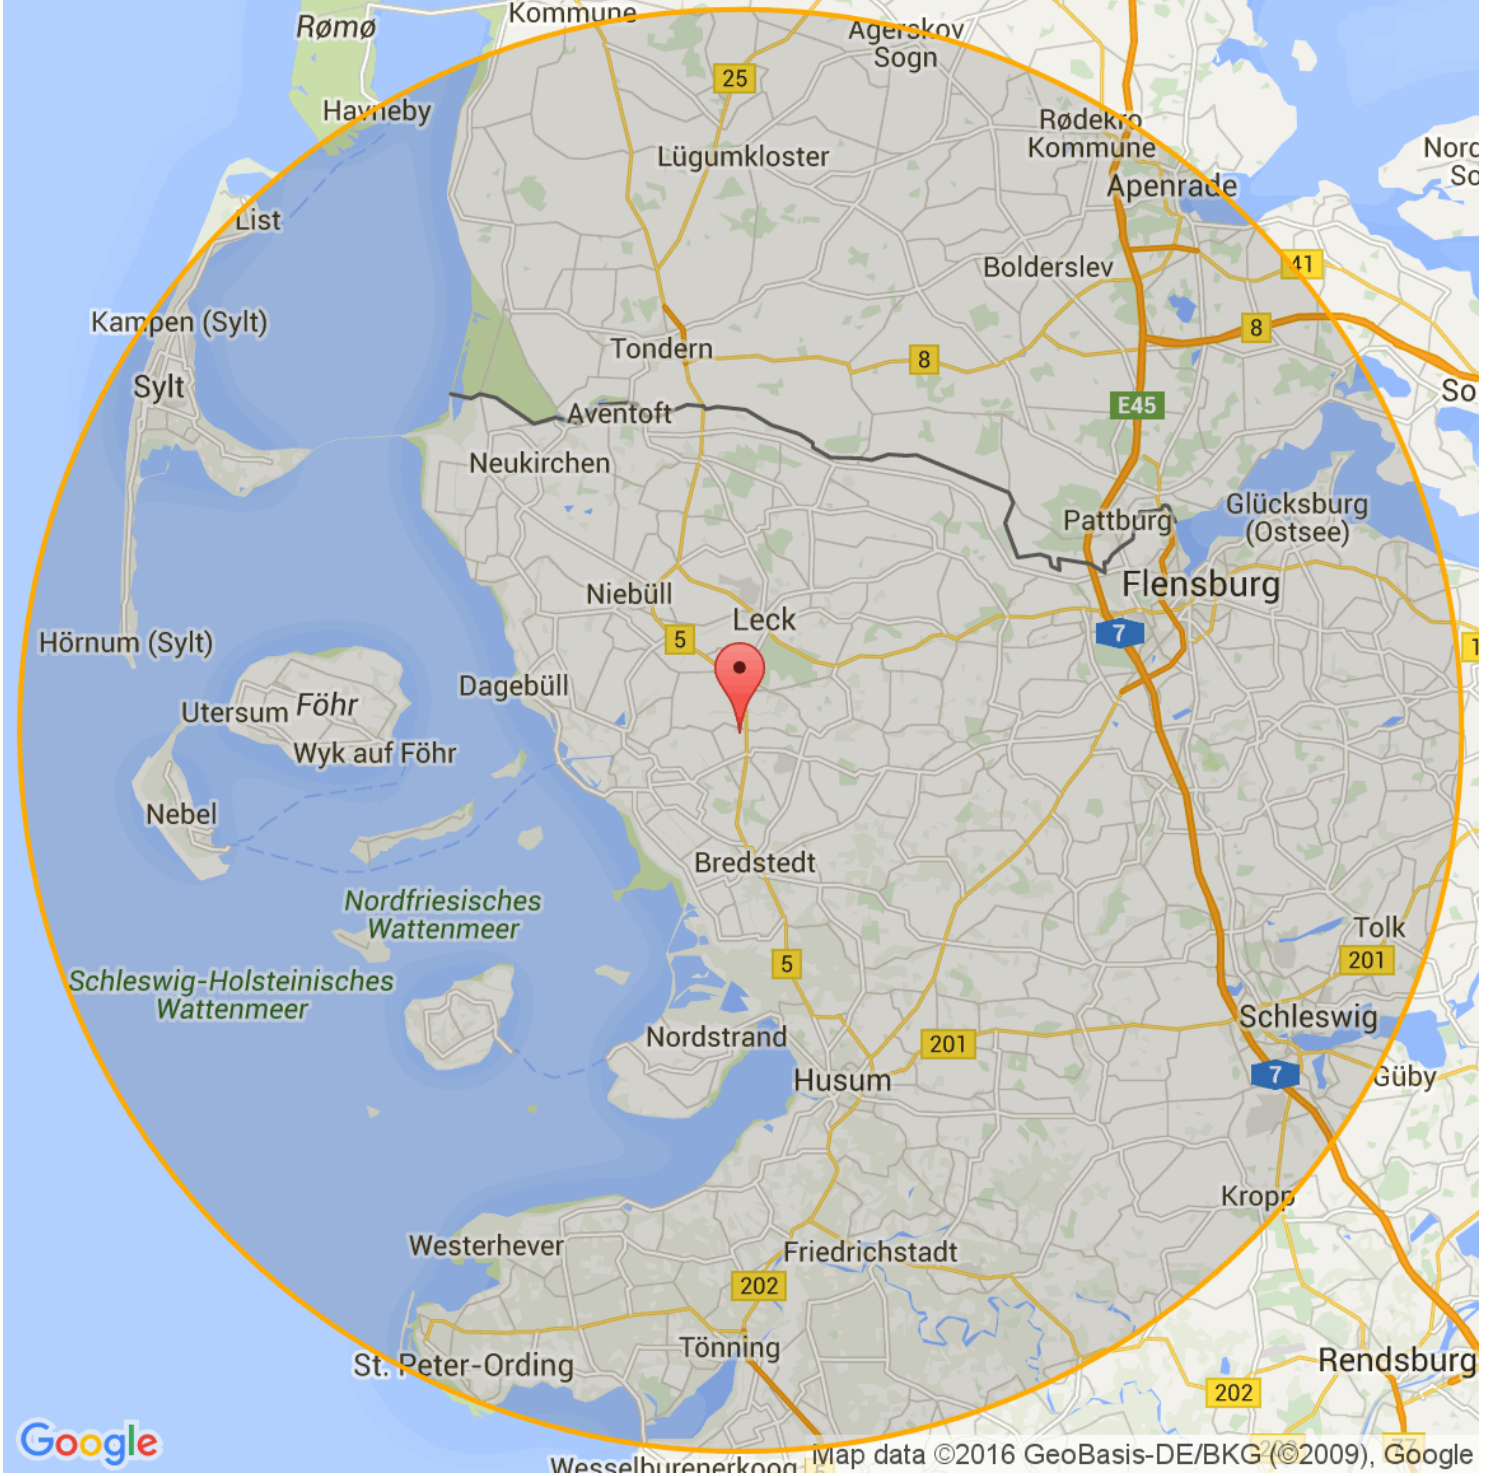 Kommune
Rømø
Agerskov
Sogn
25
Havneby
Rødekro
Kommune
Lügumkloster
Apenrade
List
Bolderslev
41
Kampen (Sylt)
8
Tondern
8
Sylt
E45
Aventoft
Neukirchen
Pattburg
Glücksburg
(Ostsee)
Flensburg
Niebüll
Leck
7
5
Hörnum (Sylt)
Dagebüll
Utersum
Föhr
Wyk auf Föhr
Nebel
Bredstedt
Nordfriesisches
Wattenmeer
Tolk
201
5
Schleswig-Holsteinisches
Wattenmeer
Schleswig
Nordstrand
201
Husum
7
Güby
Kropp
Westerhever
Friedrichstadt
202
Tönning
St. Peter-Ording
Rendsburg
202
Google
Map data ©2016 GeoBasis-DE/BKG (©2009), Google